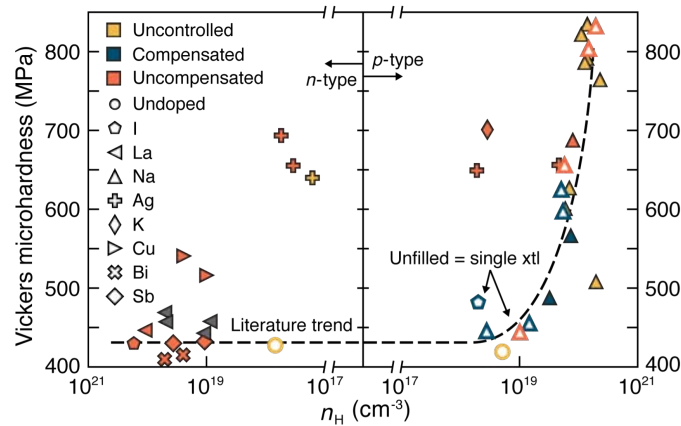 Vickers microhardness (MPa)
800
700
600
500
400
Uncontrolled
Compensated
Uncompensated
Undoped
I
La
Na
Ag
K
Cu
Bi
Sb
p-type
n-type
Unfilled = single xtl
Literature trend
800
700
600
500
400
10²¹ 10¹⁹ 10¹⁷ 10¹⁷ 10¹⁹ 10²¹
n_H (cm⁻³)